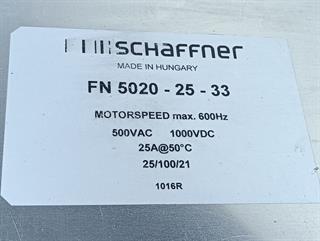 SCHAFFNER
MADE IN HUNGARY
FN 5020 - 25 - 33
MOTORSPEED max. 600Hz
500VAC 1000VDC
25A@50°C
25/100/21
1016R